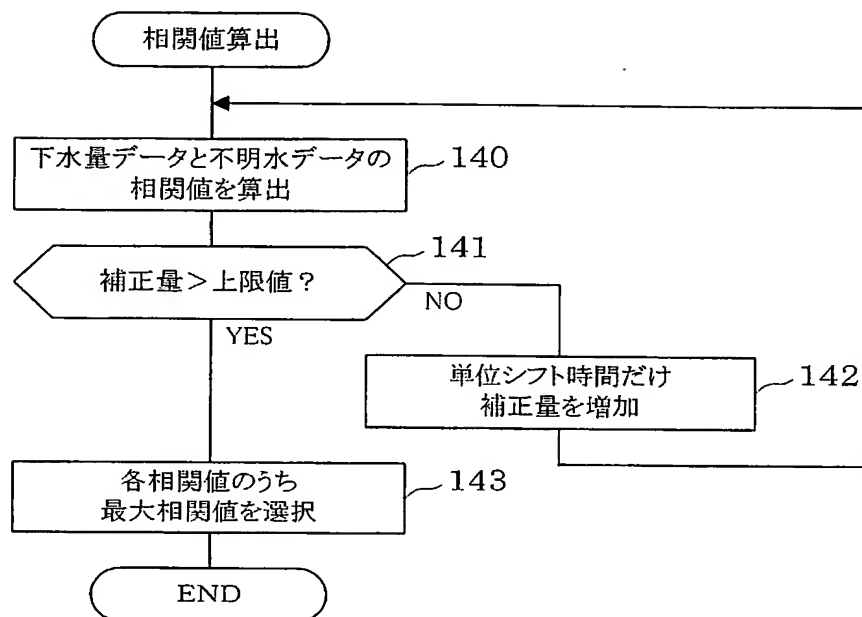 相関値算出
下水量データと不明水データの
相関値を算出
140
141
補正量＞上限値？
NO
YES
単位シフト時間だけ
補正量を増加
142
各相関値のうち
最大相関値を選択
143
END